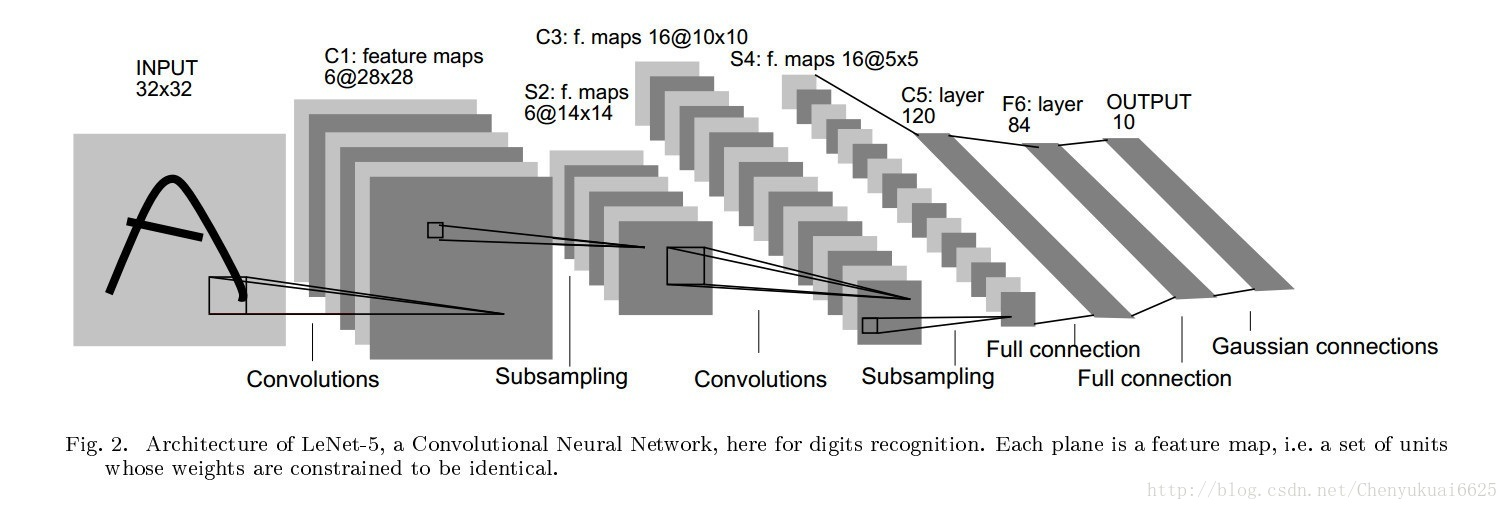 INPUT
32x32
C1: feature maps
6@28x28
S2: f. maps
6@14x14
C3: f. maps 16@10x10
S4: f. maps 16@5x5
C5: layer
120
F6: layer
84
OUTPUT
10
Convolutions
Subsampling
Convolutions
Subsampling
Full connection
Full connection
Gaussian connections
Fig. 2. Architecture of LeNet-5, a Convolutional Neural Network, here for digits recognition. Each plane is a feature map, i.e. a set of units
whose weights are constrained to be identical.
http://blog.csdn.net/Chenyukuai6625